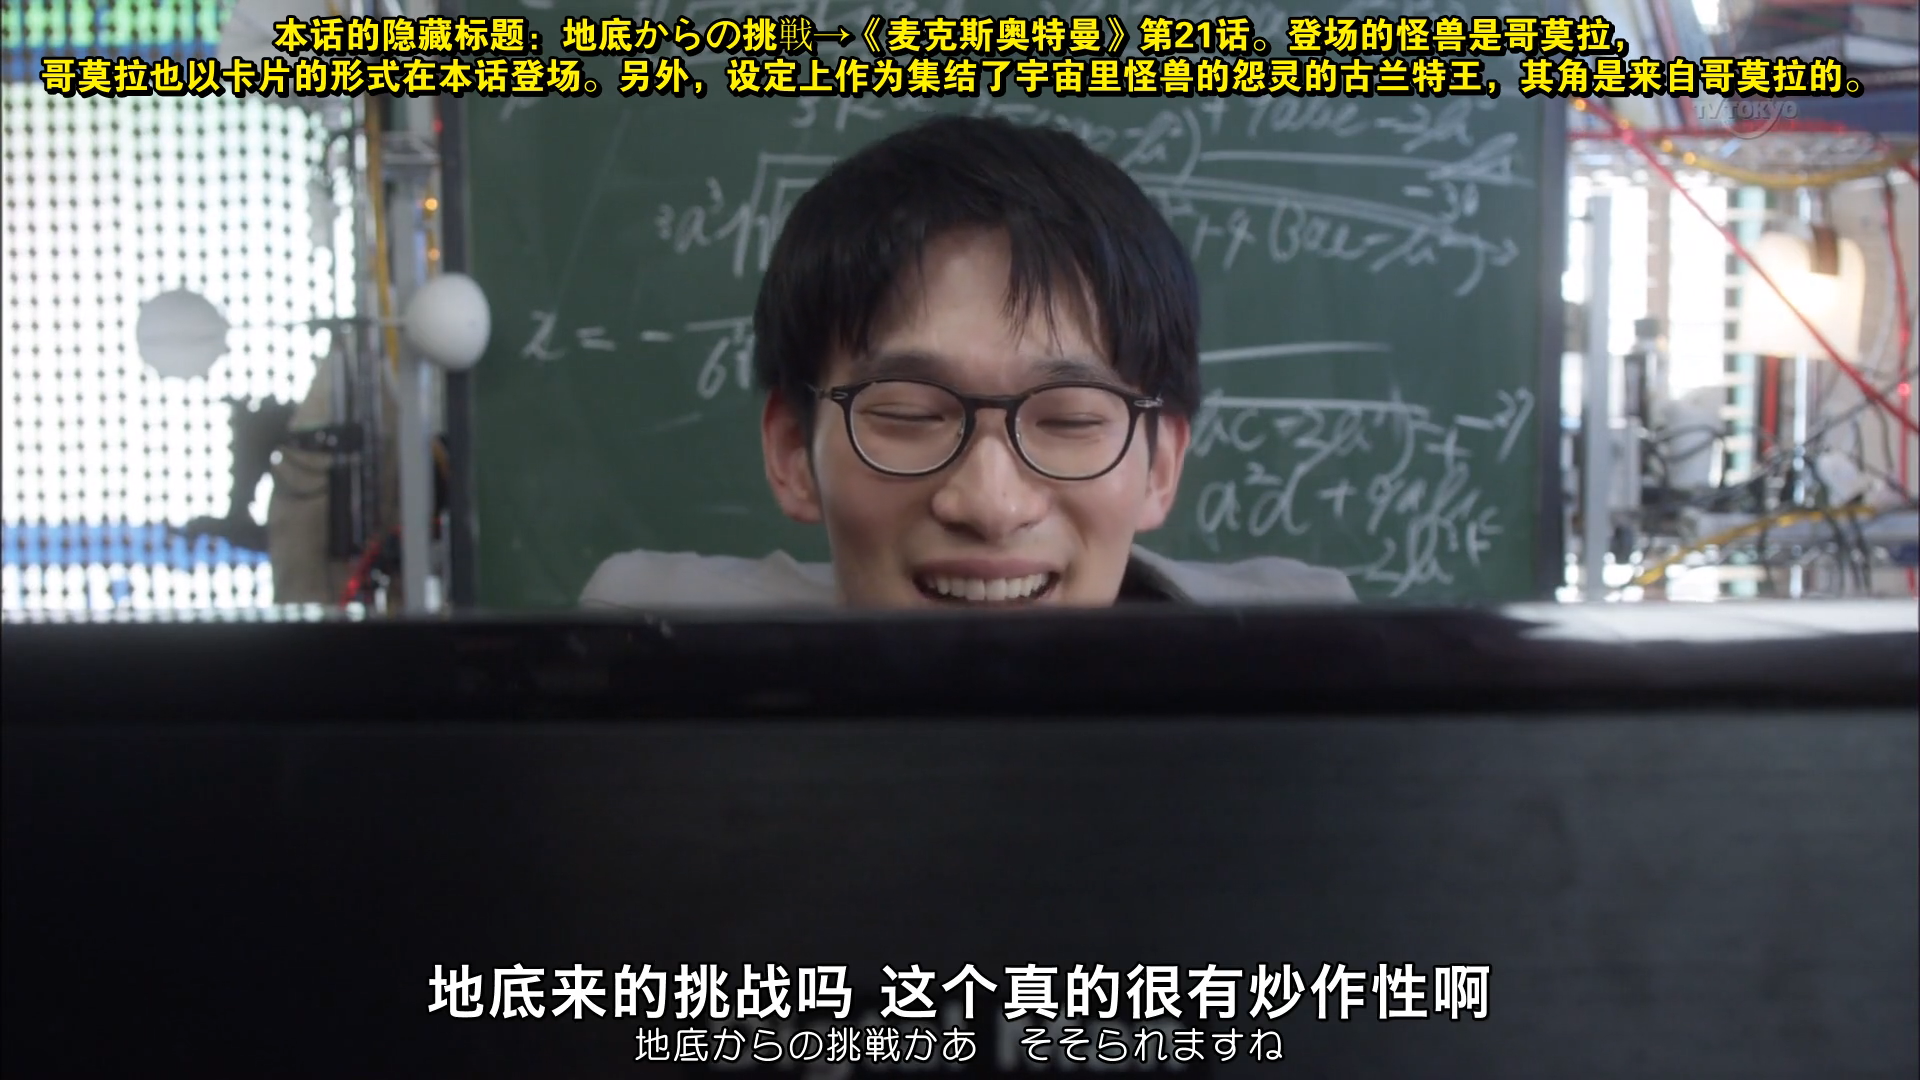 本话的隐藏标题：地底からの挑戦→《麦克斯奥特曼》第21话。登场的怪兽是哥莫拉，
哥莫拉也以卡片的形式在本话登场。另外，设定上作为集结了宇宙里怪兽的怨灵的古兰特王，其角是来自哥莫拉的。
TV TOKYO
地底来的挑战吗 这个真的很有炒作性啊
地底からの挑戦かあ　そそられますね